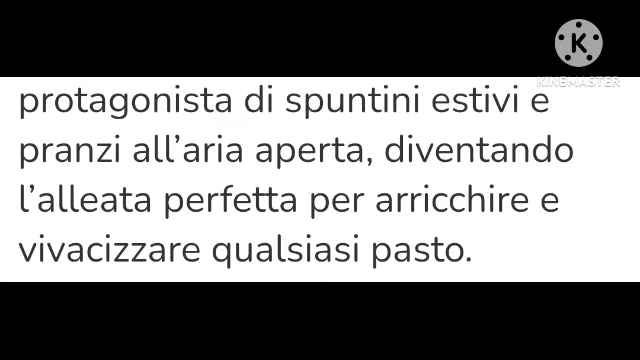 K
KINEMASTER
protagonista di spuntini estivi e
pranzi all’aria aperta, diventando
l’alleata perfetta per arricchire e
vivacizzare qualsiasi pasto.